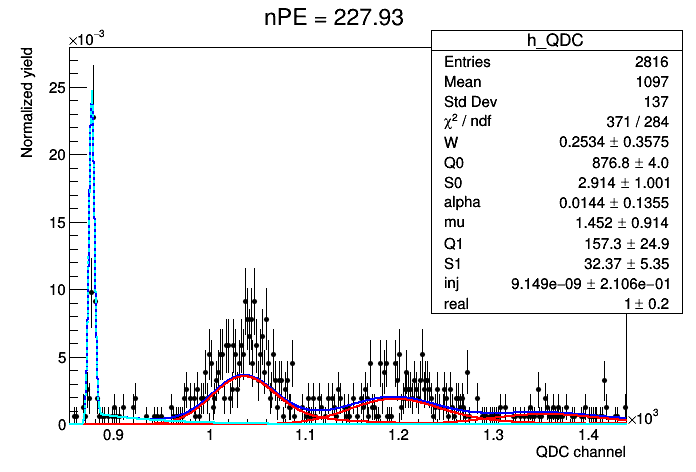 nPE = 227.93
h_QDC
Entries 2816
Mean 1097
Std Dev 137
χ² / ndf 371 / 284
W 0.2534 ± 0.3575
Q0 876.8 ± 4.0
S0 2.914 ± 1.001
alpha 0.0144 ± 0.1355
mu 1.452 ± 0.914
Q1 157.3 ± 24.9
S1 32.37 ± 5.35
inj 9.149e−09 ± 2.106e−01
real 1 ± 0.2
×10⁻³
Normalized yield
25
20
15
10
5
0
0.9 1 1.1 1.2 1.3 1.4
×10³
QDC channel